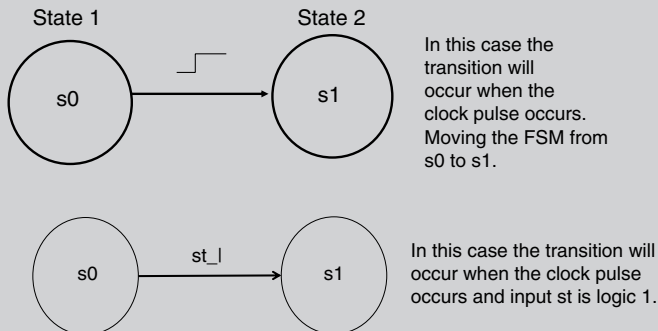 State 1
State 2
s0
s1
In this case the
transition will
occur when the
clock pulse occurs.
Moving the FSM from
s0 to s1.
s0
st_|
s1
In this case the transition will
occur when the clock pulse
occurs and input st is logic 1.